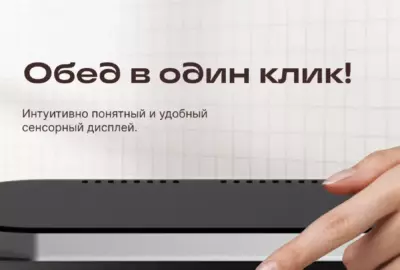 Обед в один клик!
Интуитивно понятный и удобный
сенсорный дисплей.